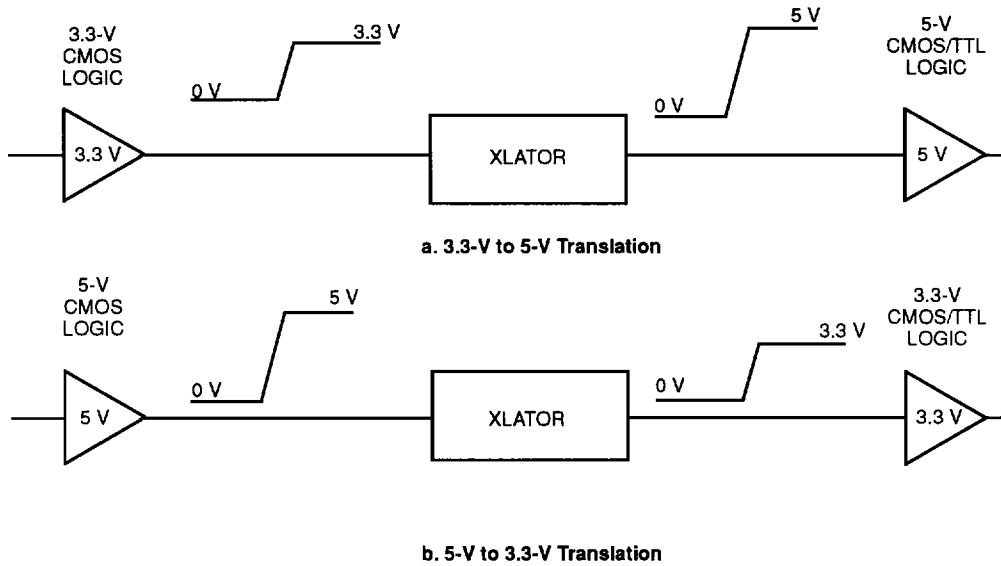 3.3-V
CMOS
LOGIC
0 V
3.3 V
5 V
0 V
5-V
CMOS/TTL
LOGIC
3.3 V
XLATOR
5 V
a. 3.3-V to 5-V Translation
5-V
CMOS
LOGIC
0 V
5 V
0 V
3.3 V
3.3-V
CMOS/TTL
LOGIC
5 V
XLATOR
3.3 V
b. 5-V to 3.3-V Translation